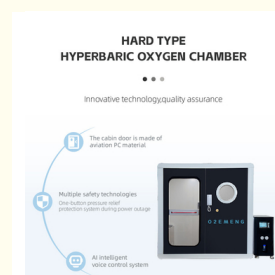 HARD TYPE
HYPERBARIC OXYGEN CHAMBER
Innovative technology,quality assurance
The cabin door is made of
aviation PC material
Multiple safety technologies
One-button pressure relief
protection system during power outage
O2EMENG
AI intelligent
voice control system